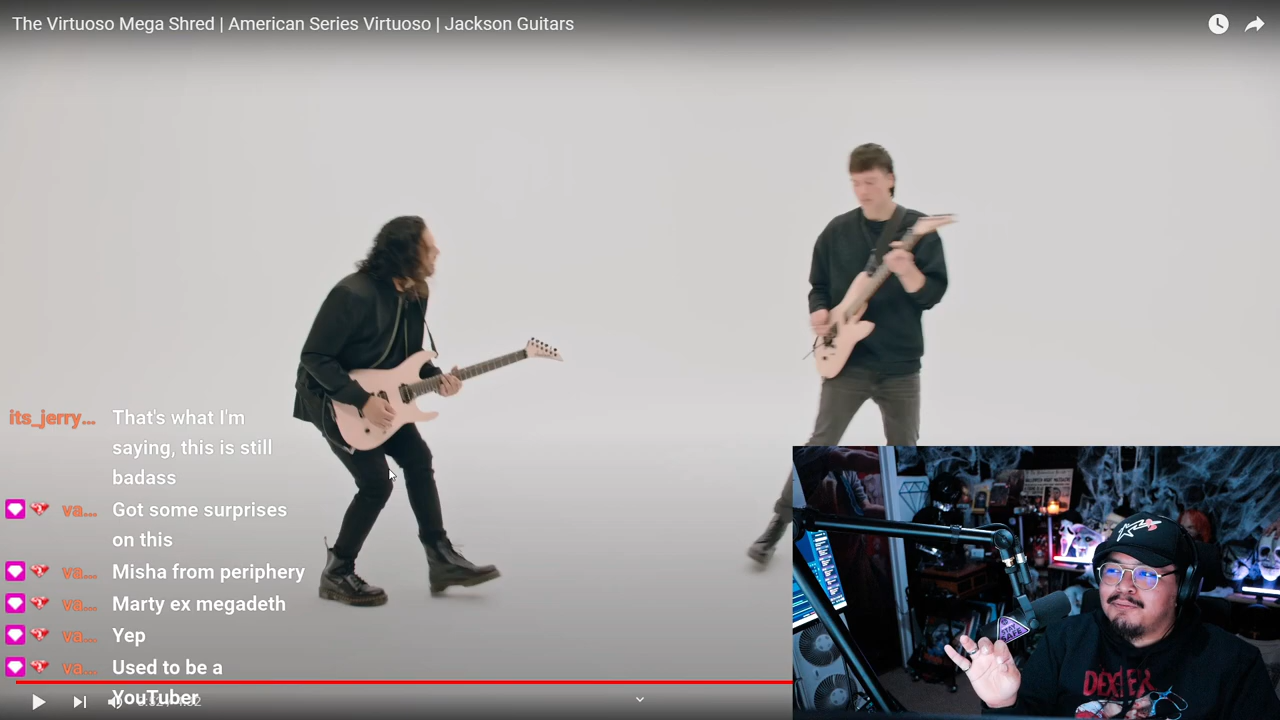 The Virtuoso Mega Shred | American Series Virtuoso | Jackson Guitars
its_jerry... That's what I'm
saying, this is still
badass
va... Got some surprises
on this
va... Misha from periphery
va... Marty ex megadeth
va... Yep
va... Used to be a
YouTuber
STAY
SAFE